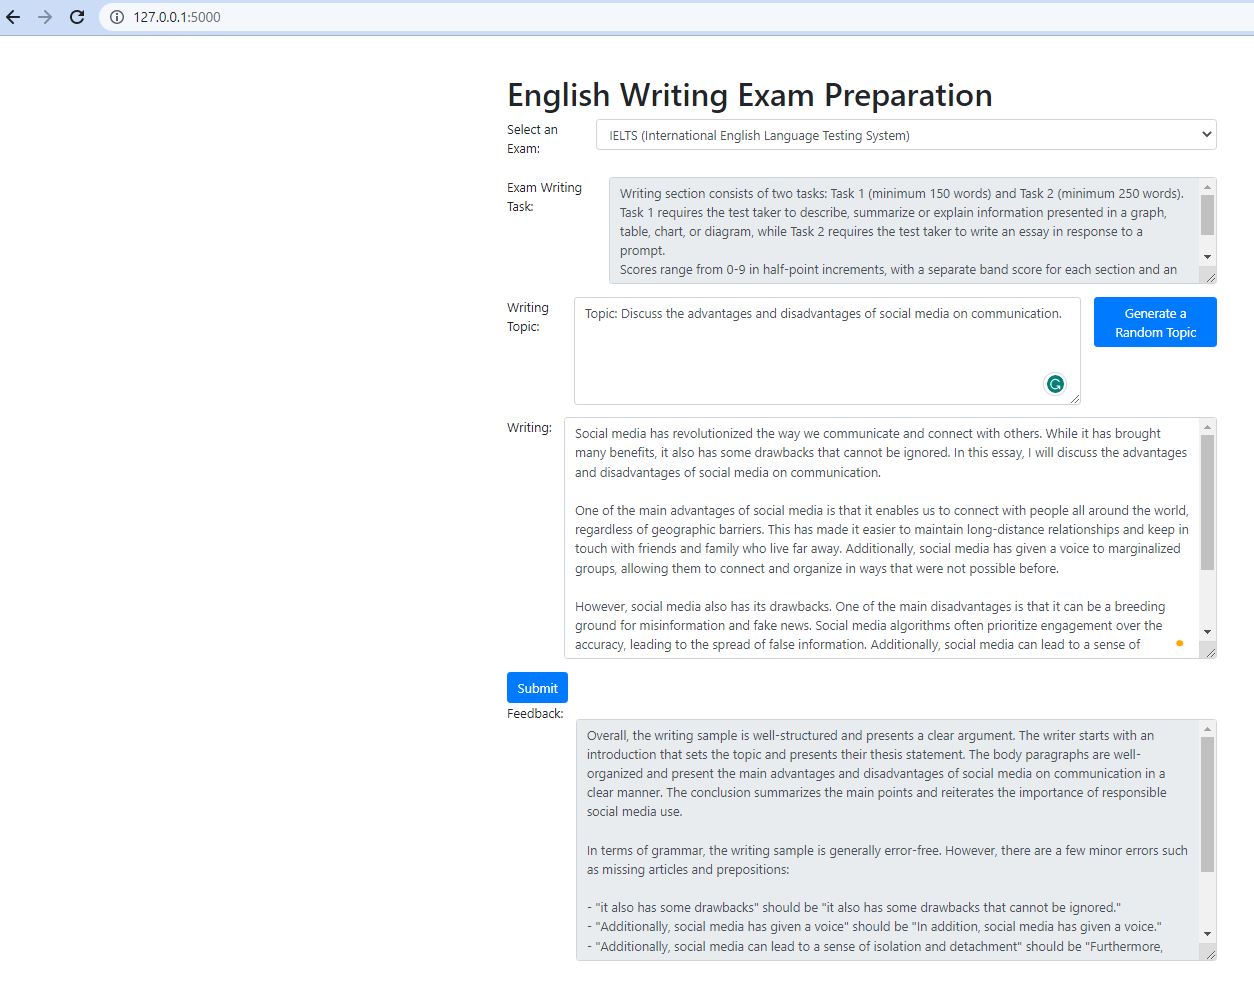 127.0.0.1:5000
English Writing Exam Preparation
Select an
Exam:
IELTS (International English Language Testing System)
Exam Writing
Task:
Writing section consists of two tasks: Task 1 (minimum 150 words) and Task 2 (minimum 250 words).
Task 1 requires the test taker to describe, summarize or explain information presented in a graph,
table, chart, or diagram, while Task 2 requires the test taker to write an essay in response to a
prompt.
Scores range from 0-9 in half-point increments, with a separate band score for each section and an
Writing
Topic:
Topic: Discuss the advantages and disadvantages of social media on communication.
Generate a
Random Topic
Writing:
Social media has revolutionized the way we communicate and connect with others. While it has brought
many benefits, it also has some drawbacks that cannot be ignored. In this essay, I will discuss the advantages
and disadvantages of social media on communication.
One of the main advantages of social media is that it enables us to connect with people all around the world,
regardless of geographic barriers. This has made it easier to maintain long-distance relationships and keep in
touch with friends and family who live far away. Additionally, social media has given a voice to marginalized
groups, allowing them to connect and organize in ways that were not possible before.
However, social media also has its drawbacks. One of the main disadvantages is that it can be a breeding
ground for misinformation and fake news. Social media algorithms often prioritize engagement over the
accuracy, leading to the spread of false information. Additionally, social media can lead to a sense of
Submit
Feedback:
Overall, the writing sample is well-structured and presents a clear argument. The writer starts with an
introduction that sets the topic and presents their thesis statement. The body paragraphs are well-
organized and present the main advantages and disadvantages of social media on communication in a
clear manner. The conclusion summarizes the main points and reiterates the importance of responsible
social media use.
In terms of grammar, the writing sample is generally error-free. However, there are a few minor errors such
as missing articles and prepositions:
- "it also has some drawbacks" should be "it also has some drawbacks that cannot be ignored."
- "Additionally, social media has given a voice" should be "In addition, social media has given a voice."
- "Additionally, social media can lead to a sense of isolation and detachment" should be "Furthermore,